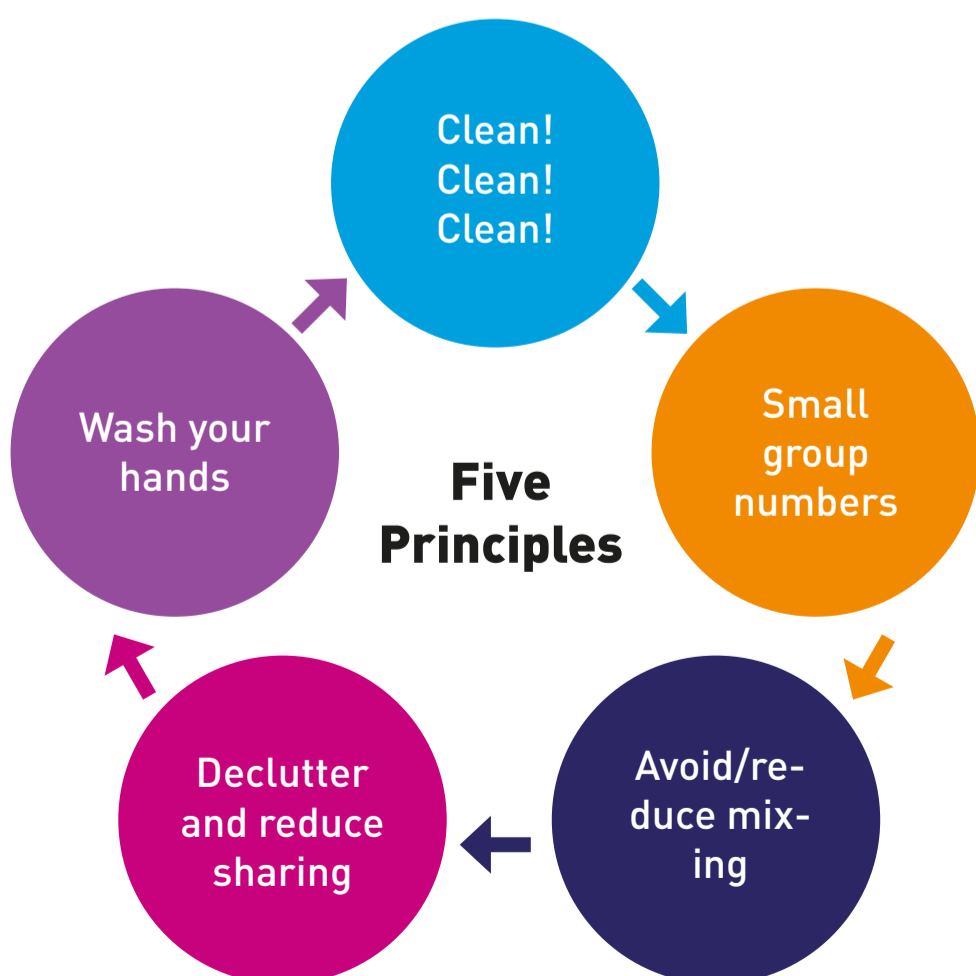 Clean!
Clean!
Clean!
Small
group
numbers
Avoid/re-
duce mix-
ing
Declutter
and reduce
sharing
Wash your
hands
Five
Principles